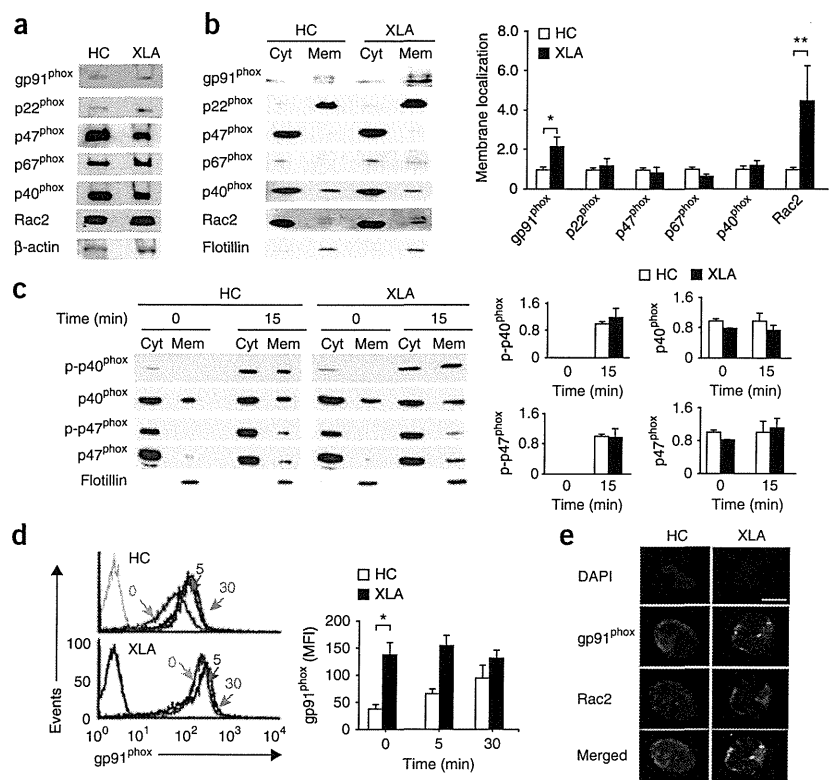 a
HC XLA
gp91phox
p22phox
p47phox
p67phox
p40phox
Rac2
β-actin
b
HC XLA
Cyt Mem Cyt Mem
gp91phox
p22phox
p47phox
p67phox
p40phox
Rac2
Flotillin
HC
XLA
Membrane localization
8.0
6.0
4.0
2.0
0
*
**
gp91phox
p22phox
p47phox
p67phox
p40phox
Rac2
c
HC XLA
Time (min) 0 15 0 15
Cyt Mem Cyt Mem Cyt Mem Cyt Mem
p-p40phox
p40phox
p-p47phox
p47phox
Flotillin
HC XLA
p-p40phox
1.6
0.8
0
0 15
Time (min)
p40phox
1.6
0.8
0
0 15
Time (min)
p-p47phox
1.6
0.8
0
0 15
Time (min)
p47phox
1.6
0.8
0
0 15
Time (min)
d
HC
0 5 30
XLA
0 5 30
100
50
0
Events
10^0 10^1 10^2 10^3 10^4
gp91phox
HC
XLA
gp91phox (MFI)
200
150
100
50
0
*
0 5 30
Time (min)
e
HC XLA
DAPI
gp91phox
Rac2
Merged